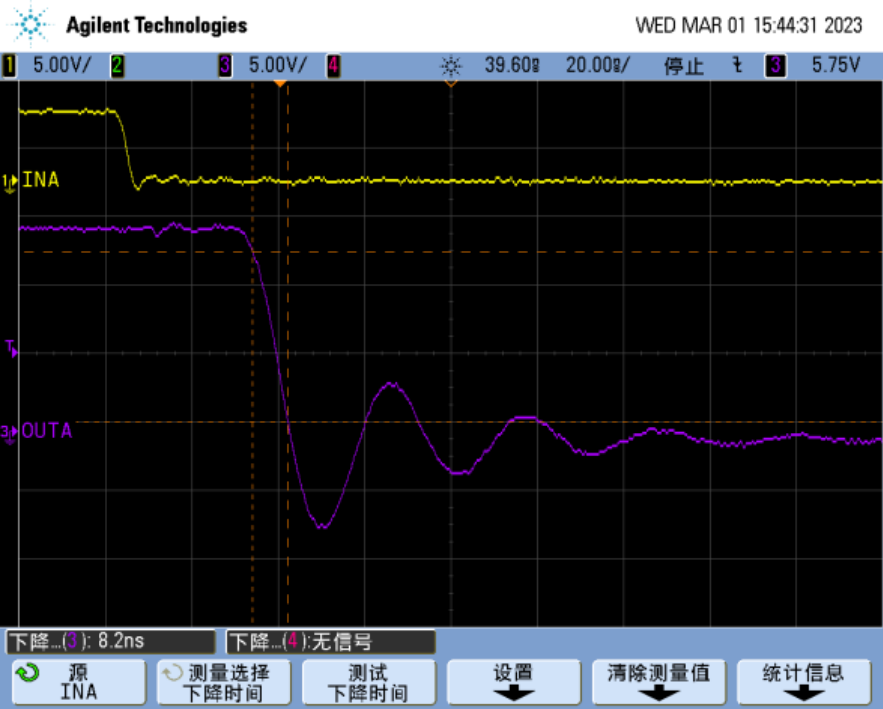 Agilent Technologies WED MAR 01 15:44:31 2023
1 5.00V/ 2 3 5.00V/ 4 39.60s 20.00s/ 停止 3 5.75V
1 INA
T
3 OUTA
下降…(3): 8.2ns 下降…(4):无信号
源 INA
测量选择 下降时间
测试 下降时间
设置
清除测量值
统计信息